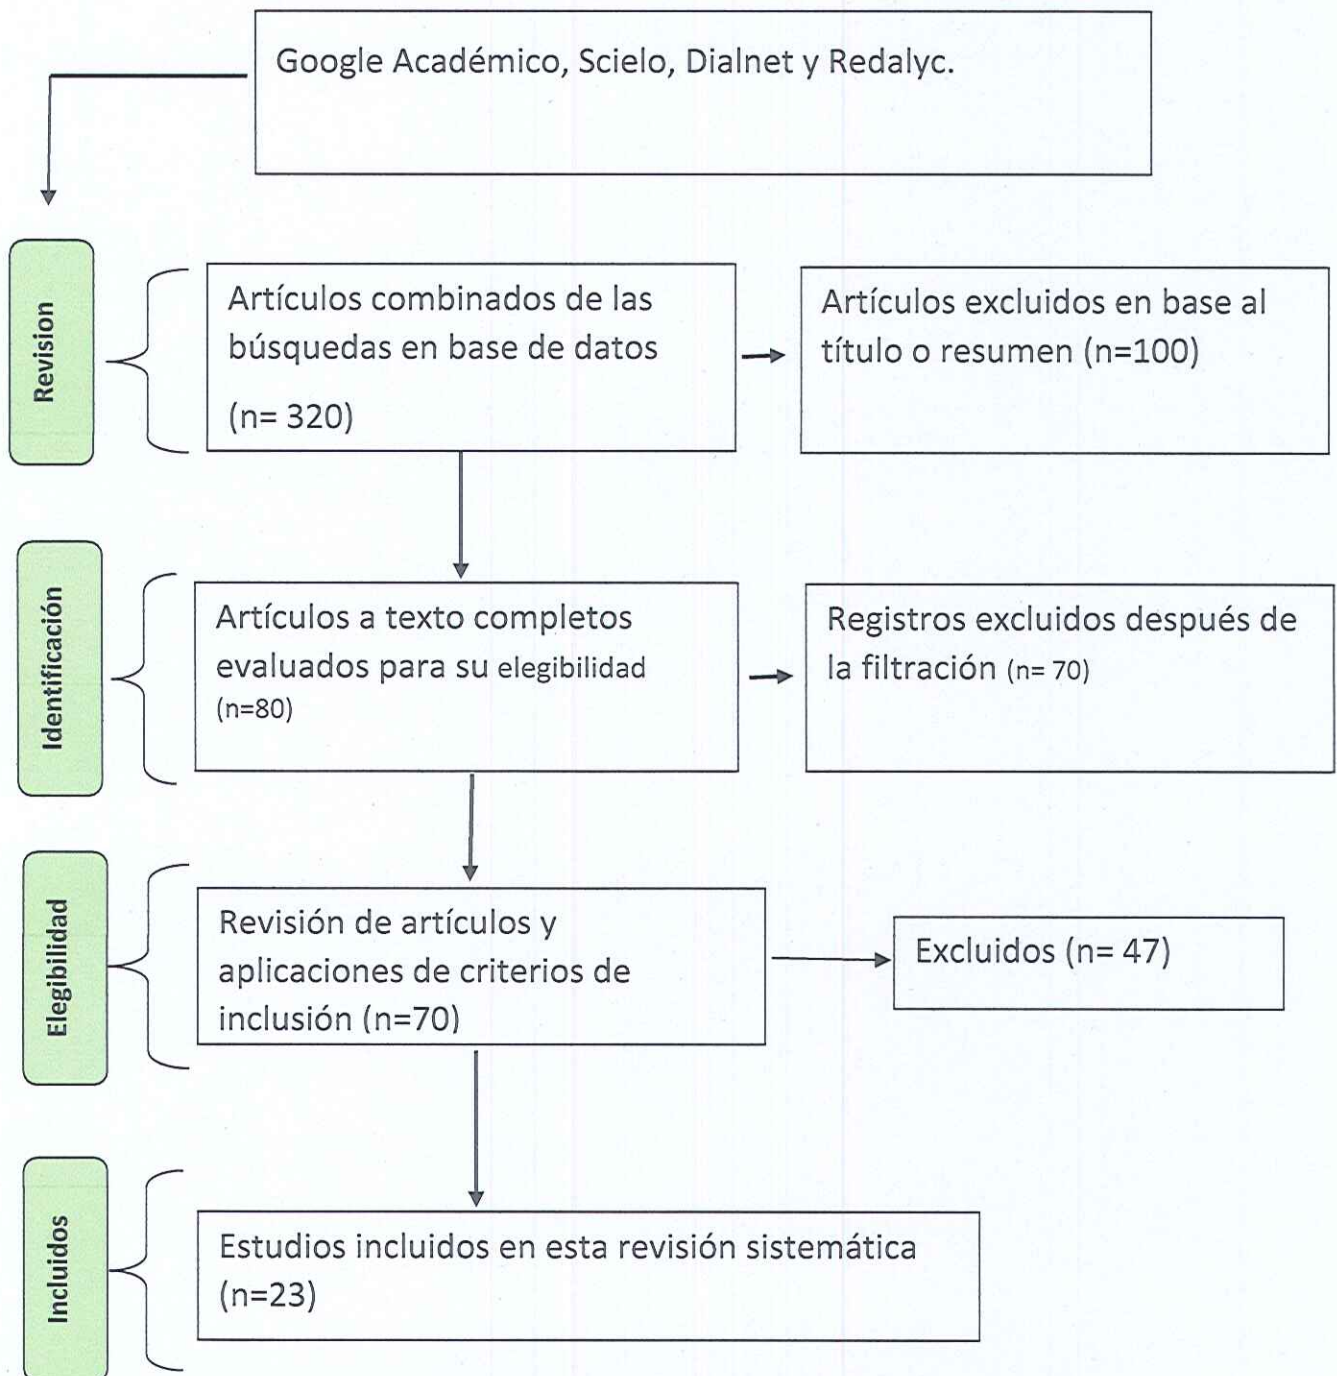 Google Académico, Scielo, Dialnet y Redalyc.
Revision
Artículos combinados de las
búsquedas en base de datos
(n= 320)
Artículos excluidos en base al
título o resumen (n=100)
Identificación
Artículos a texto completos
evaluados para su elegibilidad
(n=80)
Registros excluidos después de
la filtración (n= 70)
Elegibilidad
Revisión de artículos y
aplicaciones de criterios de
inclusión (n=70)
Excluidos (n= 47)
Incluidos
Estudios incluidos en esta revisión sistemática
(n=23)